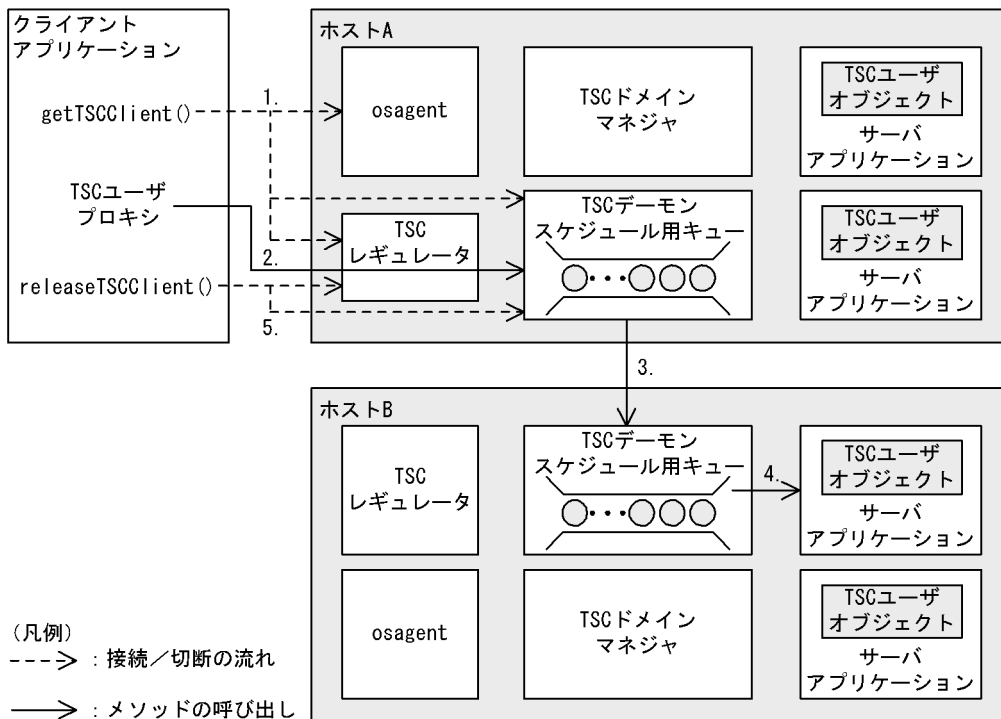 クライアント
アプリケーション
getTSCClient()
TSCユーザ
プロキシ
releaseTSCClient()
ホストA
1.
osagent
TSCドメイン
マネジャ
TSCユーザ
オブジェクト
サーバ
アプリケーション
2.
TSC
レギュレータ
TSCデーモン
スケジュール用キュー
TSCユーザ
オブジェクト
サーバ
アプリケーション
5.
3.
ホストB
TSC
レギュレータ
TSCデーモン
スケジュール用キュー
4.
TSCユーザ
オブジェクト
サーバ
アプリケーション
osagent
TSCドメイン
マネジャ
TSCユーザ
オブジェクト
サーバ
アプリケーション
(凡例)
:接続/切断の流れ
:メソッドの呼び出し